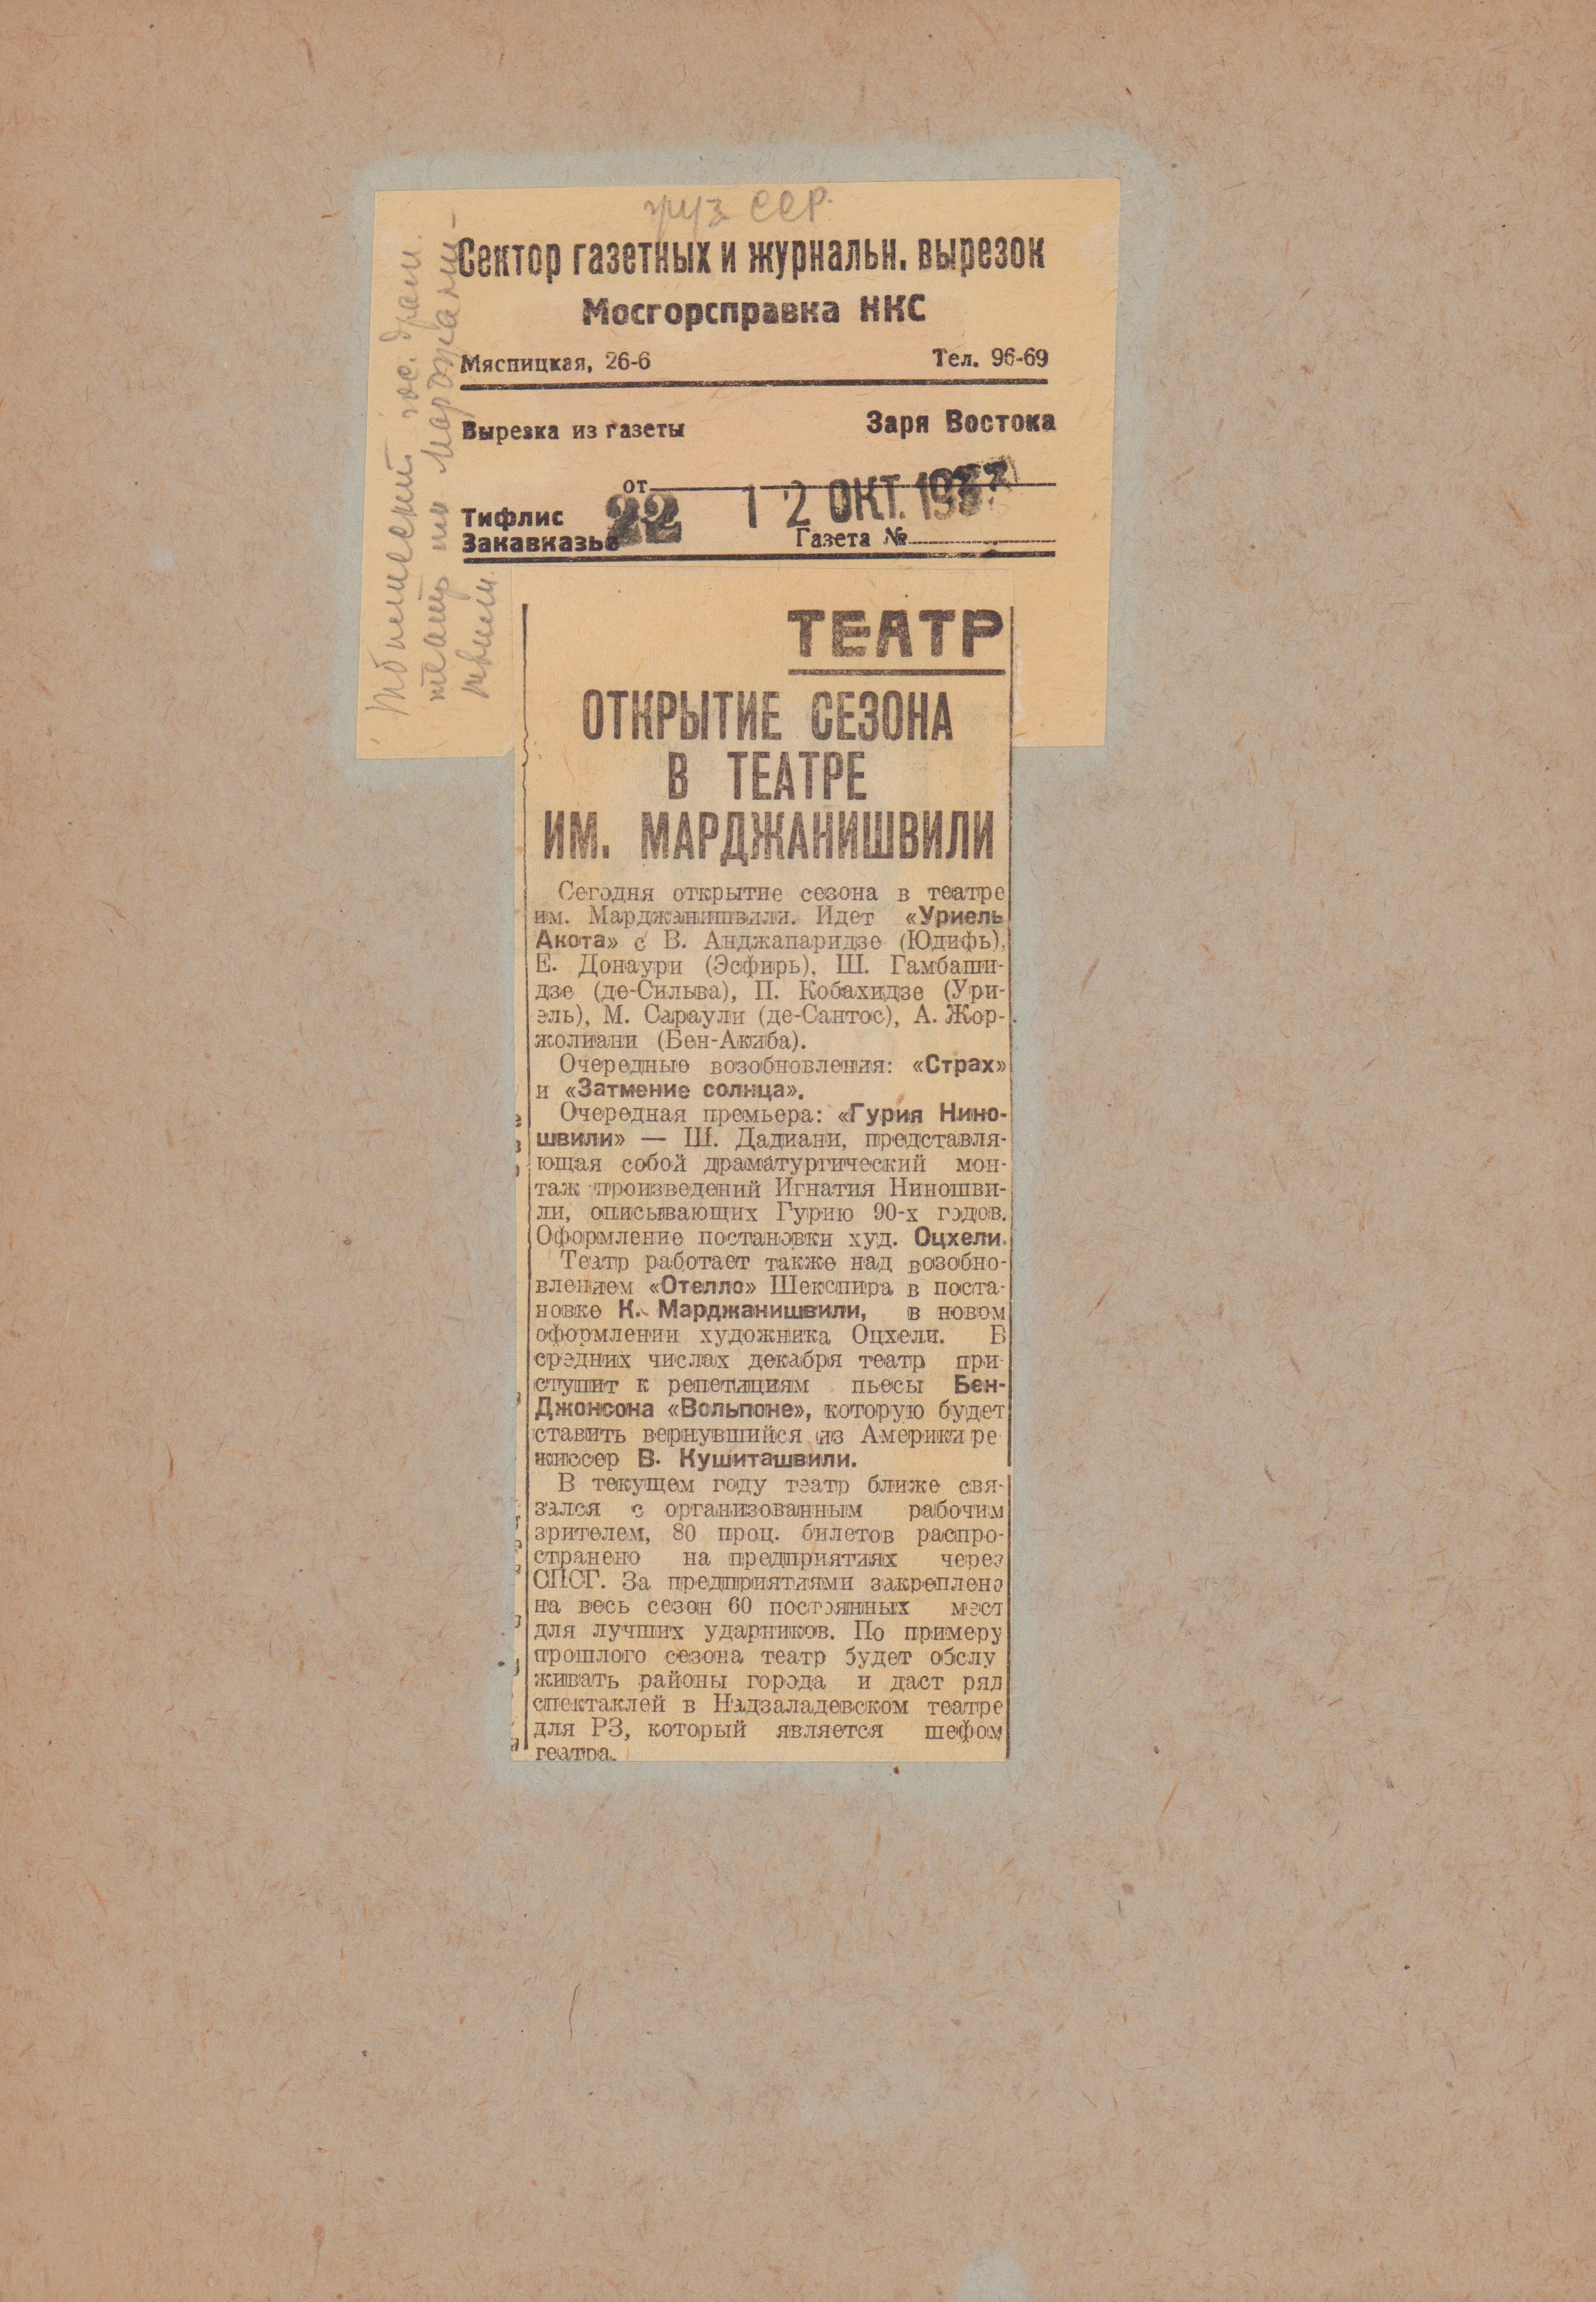 груз ССР.
Тбилисский гос. драм.
театр им Марджаниш-
швили.
Сектор газетных и журнальн. вырезок
Мосгорсправка НКС
Мясницкая, 26-6 Тел. 96-69
Вырезка из газеты Заря Востока
от
22 12 ОКТ. 193
Тифлис
Закавказье Газета №
ТЕАТР
ОТКРЫТИЕ СЕЗОНА
В ТЕАТРЕ
ИМ. МАРДЖАНИШВИЛИ
Сегодня открытие сезона в театре
им. Марджанишвили. Идет «Уриель
Акота» с В. Анджапаридзе (Юдифь),
Е. Донаури (Эсфирь), Ш. Гамбаши-
дзе (де-Сильва), П. Кобахидзе (Ури-
эль), М. Сараули (де-Сантос), А. Жор-
жолиани (Бен-Акиба).
Очередные возобновления: «Страх»
и «Затмение солнца».
Очередная премьера: «Гурия Нино-
швили» — Ш. Дадиани, представля-
ющая собой драматургический мон-
таж произведений Игнатия Ниношви-
ли, описывающих Гурию 90-х годов.
Оформление постановки худ. Оцхели.
Театр работает также над возобно-
влением «Отелло» Шекспира в поста-
новке К. Марджанишвили, в новом
оформлении художника Оцхели. В
средних числах декабря театр при-
ступит к репетициям пьесы Бен-
Джонсона «Вольпоне», которую будет
ставить вернувшийся из Америки ре
жиссер В. Кушиташвили.
В текущем году театр ближе свя-
зался с организованным рабочим
зрителем, 80 проц. билетов распро-
странено на предприятиях через
СПСГ. За предприятиями закреплено
на весь сезон 60 постоянных мест
для лучших ударников. По примеру
прошлого сезона театр будет обслу
живать районы города и даст ряд
спектаклей в Надзаладевском театре
для РЗ, который является шефом
театра.